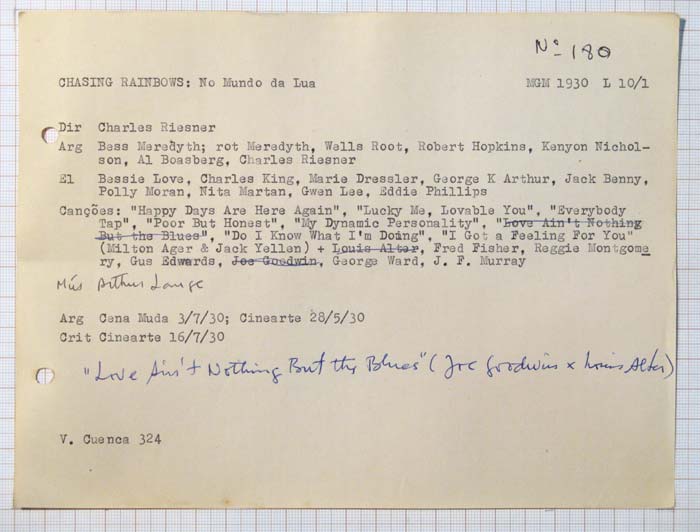 Nº 180
CHASING RAINBOWS: No Mundo da Lua MGM 1930 L 10/1
Dir Charles Riesner
Arg Bess Meredyth; rot Meredyth, Wells Root, Robert Hopkins, Kenyon Nichol-
son, Al Boasberg, Charles Riesner
El Bessie Love, Charles King, Marie Dressler, George K Arthur, Jack Benny,
Polly Moran, Nita Martan, Gwen Lee, Eddie Phillips
Canções: "Happy Days Are Here Again", "Lucky Me, Lovable You", "Everybody
Tap", "Poor But Honest", "My Dynamic Personality", "Love Ain't Nothing
But the Blues", "Do I Know What I'm Doing", "I Got a Feeling For You"
(Milton Ager & Jack Yellen) + Louis Alter, Fred Fisher, Reggie Montgome
ry, Gus Edwards, Joe Goodwin, George Ward, J. F. Murray
Mús Arthur Lange
Arg Cena Muda 3/7/30; Cinearte 28/5/30
Crit Cinearte 16/7/30
"Love Ain't Nothing But the Blues" (Joe Goodwin x Louis Alter)
V. Cuenca 324